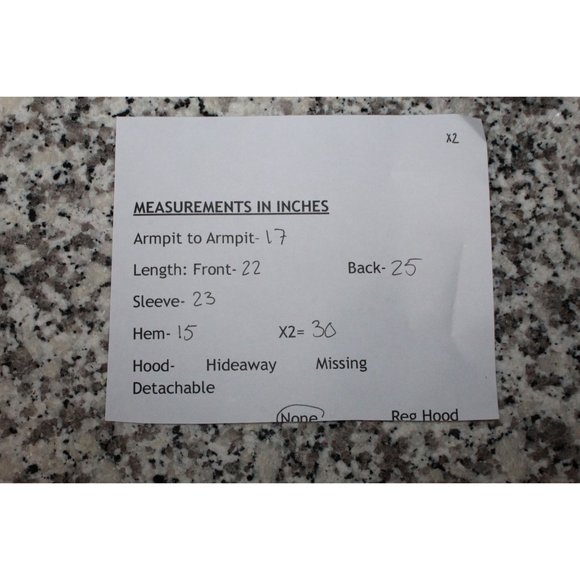 X2
MEASUREMENTS IN INCHES
Armpit to Armpit- 17
Length: Front- 22 Back- 25
Sleeve- 23
Hem- 15 X2= 30
Hood- Hideaway Missing
Detachable
None Reg Hood